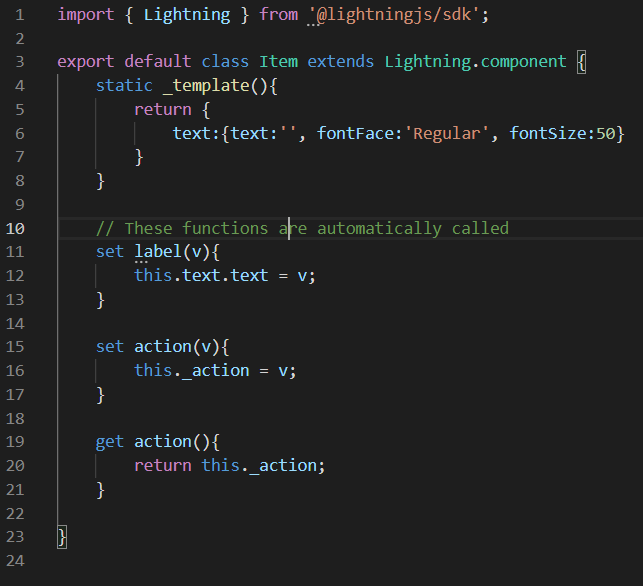 1 import { Lightning } from '@lightningjs/sdk';
2
3 export default class Item extends Lightning.component {
4     static _template(){
5         return {
6             text:{text:'', fontFace:'Regular', fontSize:50}
7         }
8     }
9
10     // These functions are automatically called
11     set label(v){
12         this.text.text = v;
13     }
14
15     set action(v){
16         this._action = v;
17     }
18
19     get action(){
20         return this._action;
21     }
22
23 }
24